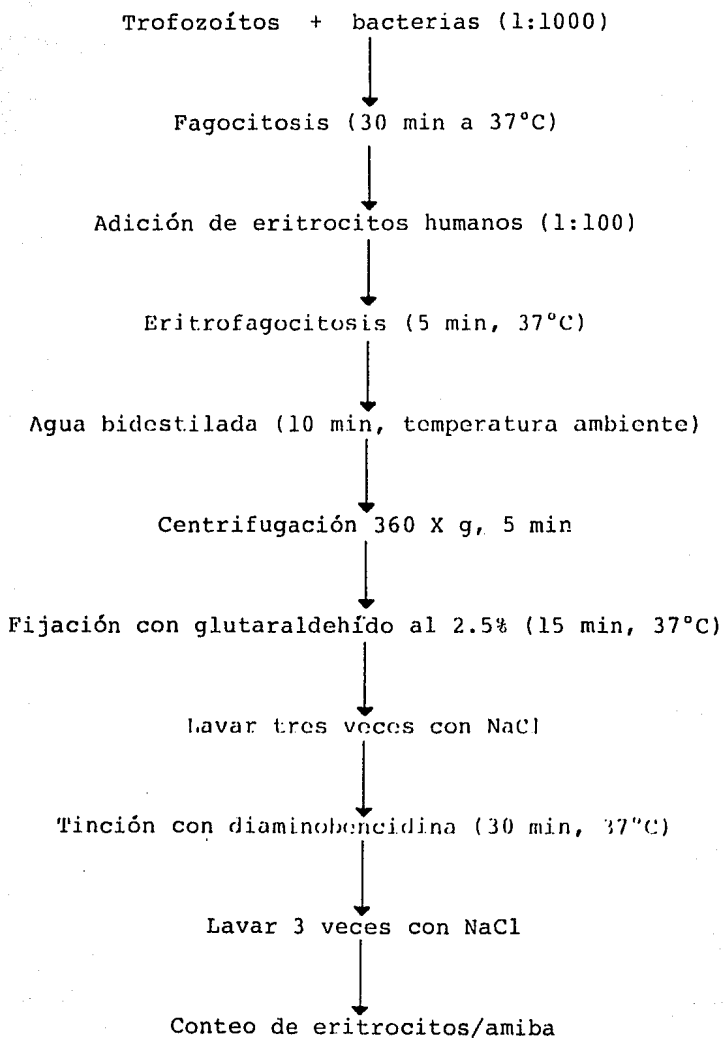 Trofozoítos + bacterias (1:1000)
Fagocitosis (30 min a 37°C)
Adición de eritrocitos humanos (1:100)
Eritrofagocitosis (5 min, 37°C)
Agua bidestilada (10 min, temperatura ambiente)
Centrifugación 360 X g, 5 min
Fijación con glutaraldehído al 2.5% (15 min, 37°C)
Lavar tres veces con NaCl
Tinción con diaminobencidina (30 min, 37°C)
Lavar 3 veces con NaCl
Conteo de eritrocitos/amiba